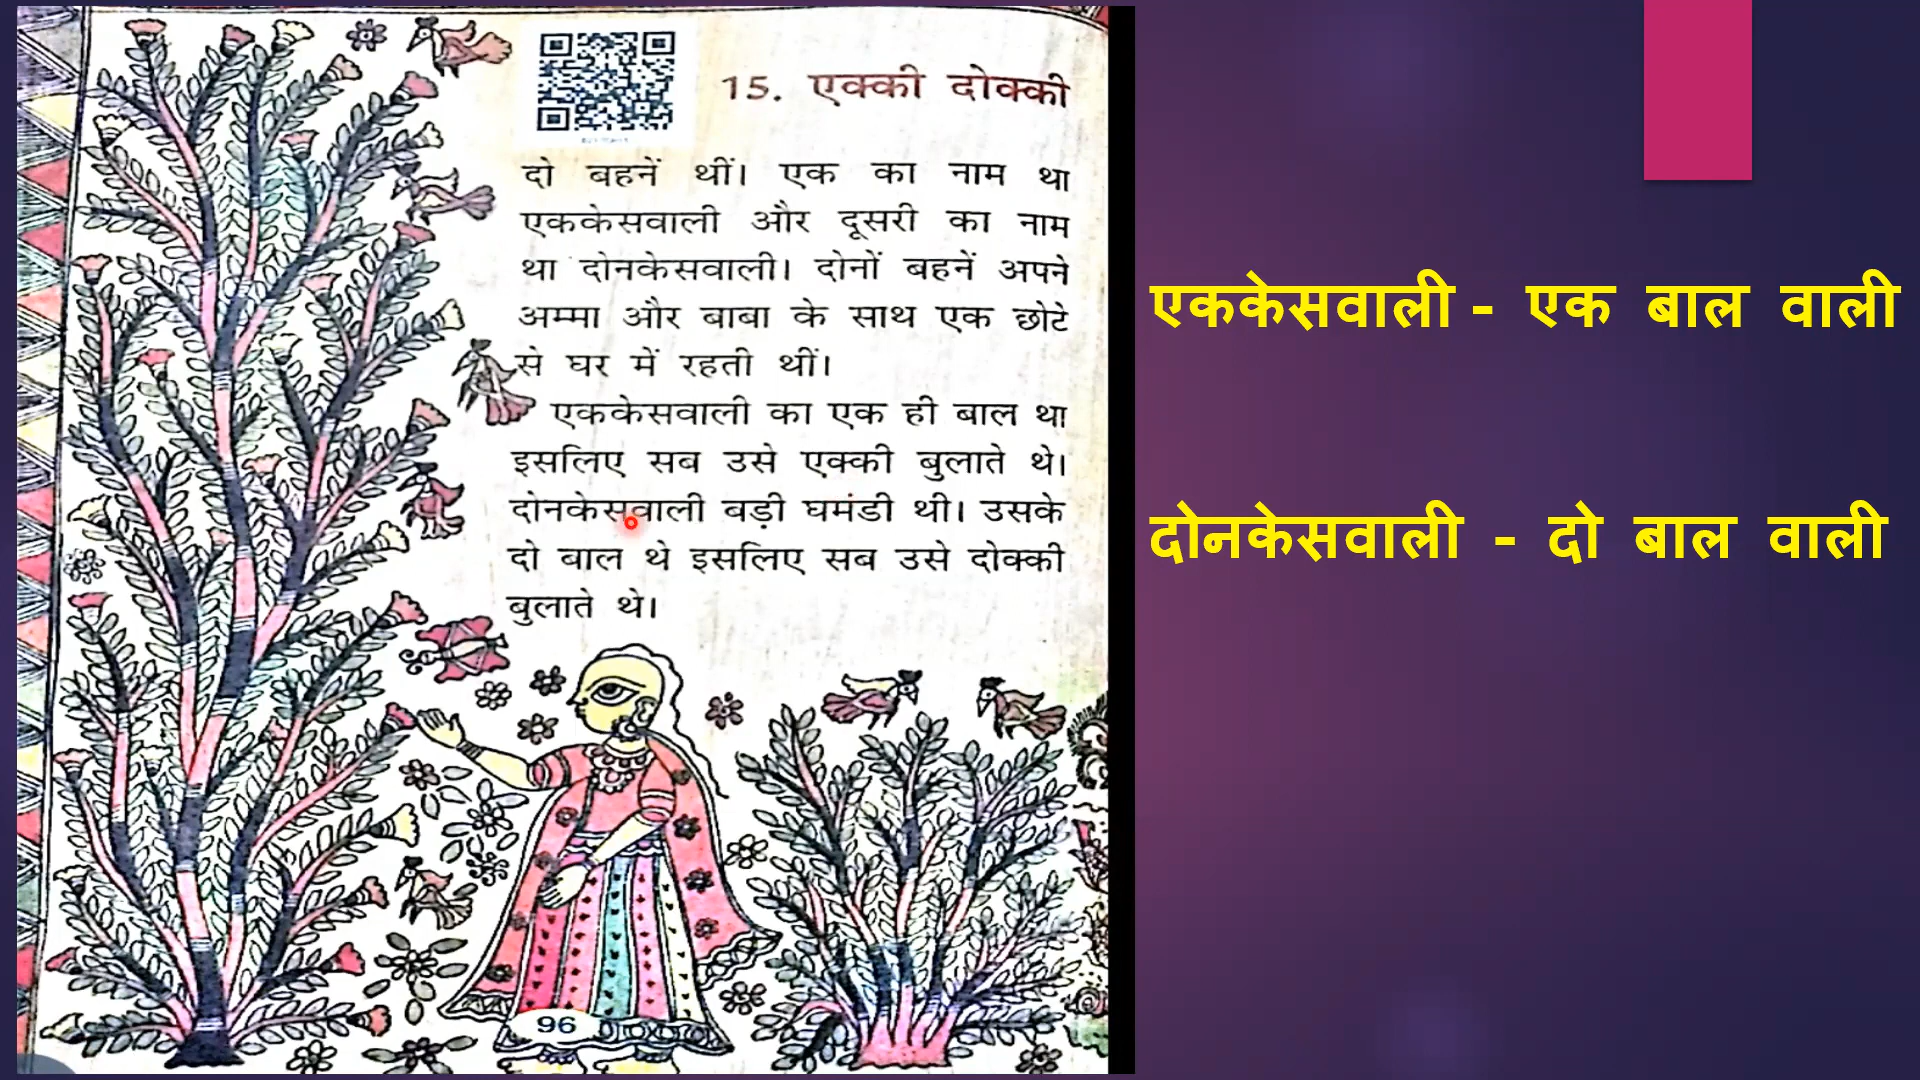 15. एक्की दोक्की
दो बहनें थीं। एक का नाम था
एककेसवाली और दूसरी का नाम
था दोनकेसवाली। दोनों बहनें अपने
अम्मा और बाबा के साथ एक छोटे
से घर में रहती थीं।
एककेसवाली का एक ही बाल था
इसलिए सब उसे एक्की बुलाते थे।
दोनकेसवाली बड़ी घमंडी थी। उसके
दो बाल थे इसलिए सब उसे दोक्की
बुलाते थे।
96
एककेसवाली - एक बाल वाली
दोनकेसवाली - दो बाल वाली